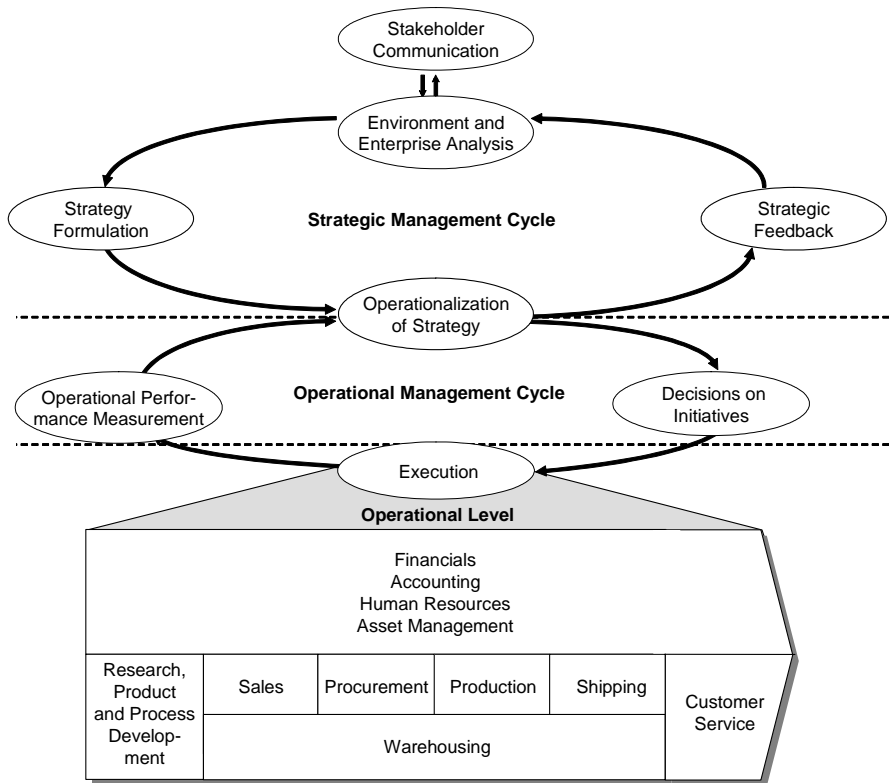 Stakeholder
Communication
Environment and
Enterprise Analysis
Strategy
Formulation
Strategic Management Cycle
Strategic
Feedback
Operationalization
of Strategy
Operational Perfor-
mance Measurement
Operational Management Cycle
Decisions on
Initiatives
Execution
Operational Level
Financials
Accounting
Human Resources
Asset Management
Research,
Product
and Process
Develop-
ment
Sales
Procurement
Production
Shipping
Customer
Service
Warehousing